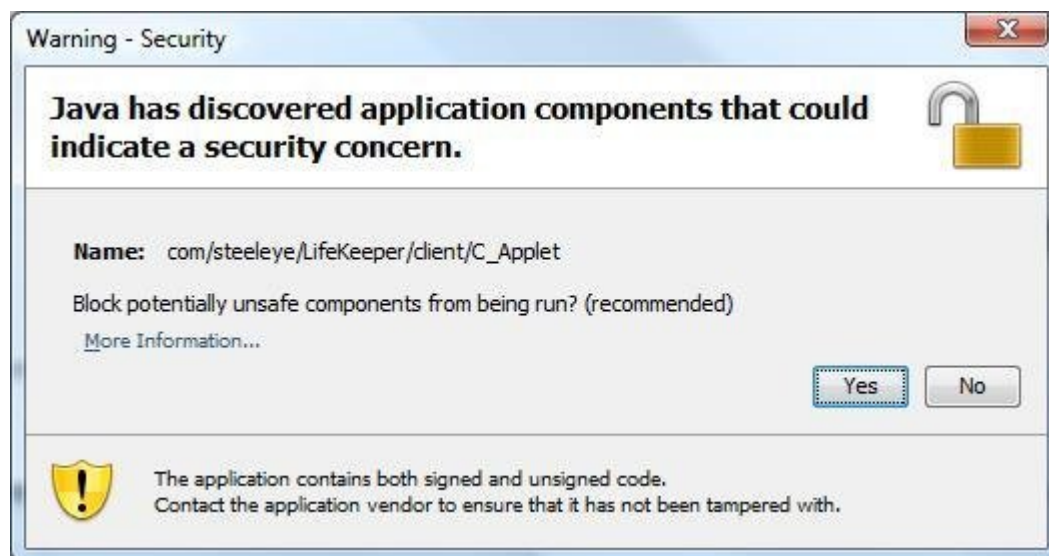 Warning - Security
Java has discovered application components that could
indicate a security concern.
Name: com/steeleye/LifeKeeper/client/C_Applet
Block potentially unsafe components from being run? (recommended)
More Information...
Yes No
The application contains both signed and unsigned code.
Contact the application vendor to ensure that it has not been tampered with.